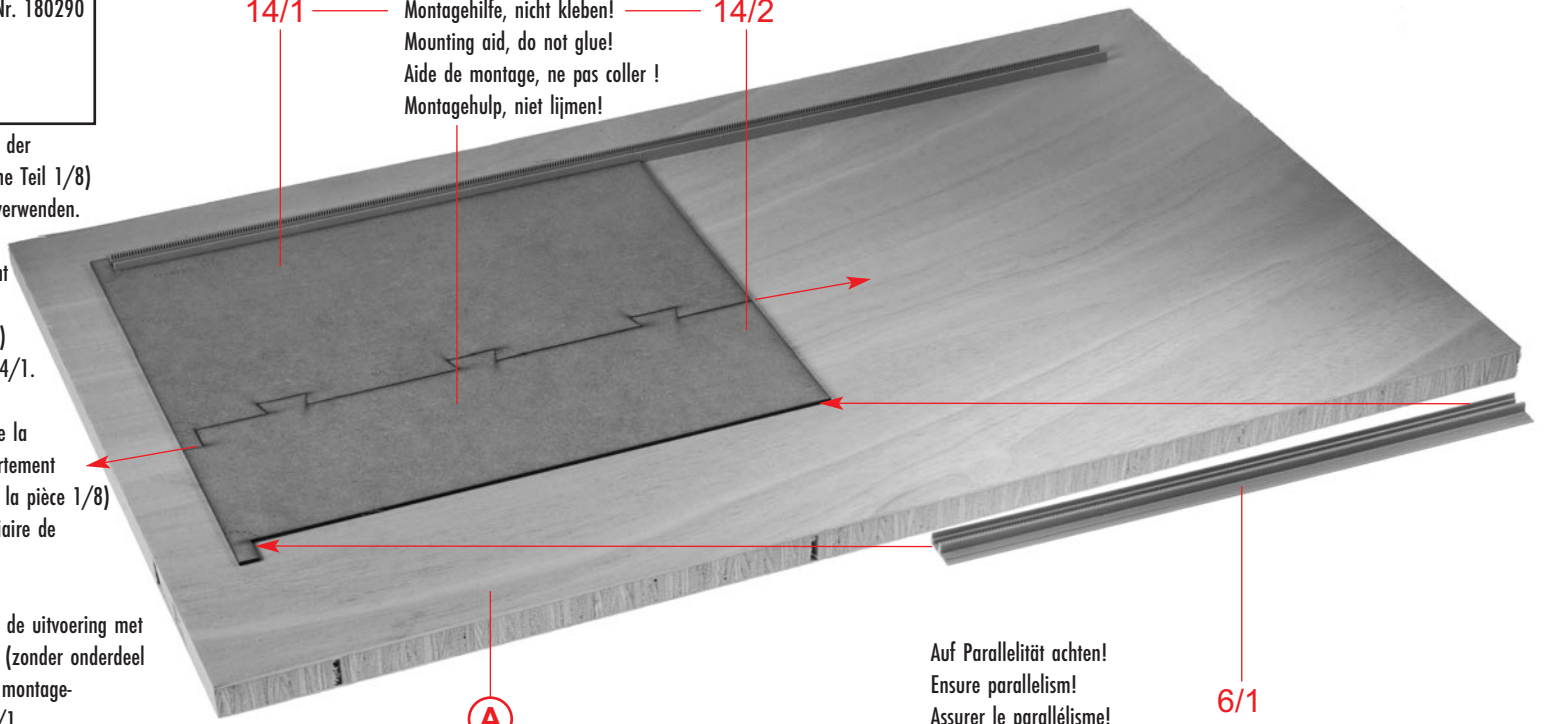 Nr. 180290
14/1
Montagehilfe, nicht kleben!
Mounting aid, do not glue!
Aide de montage, ne pas coller !
Montagehulp, niet lijmen!
14/2
der
ne Teil 1/8)
verwenden.
)
4/1.
la
rtement
la pièce 1/8)
iaire de
de uitvoering met
(zonder onderdeel
montage-
A
Auf Parallelität achten!
Ensure parallelism!
Assurer le parallélisme!
6/1